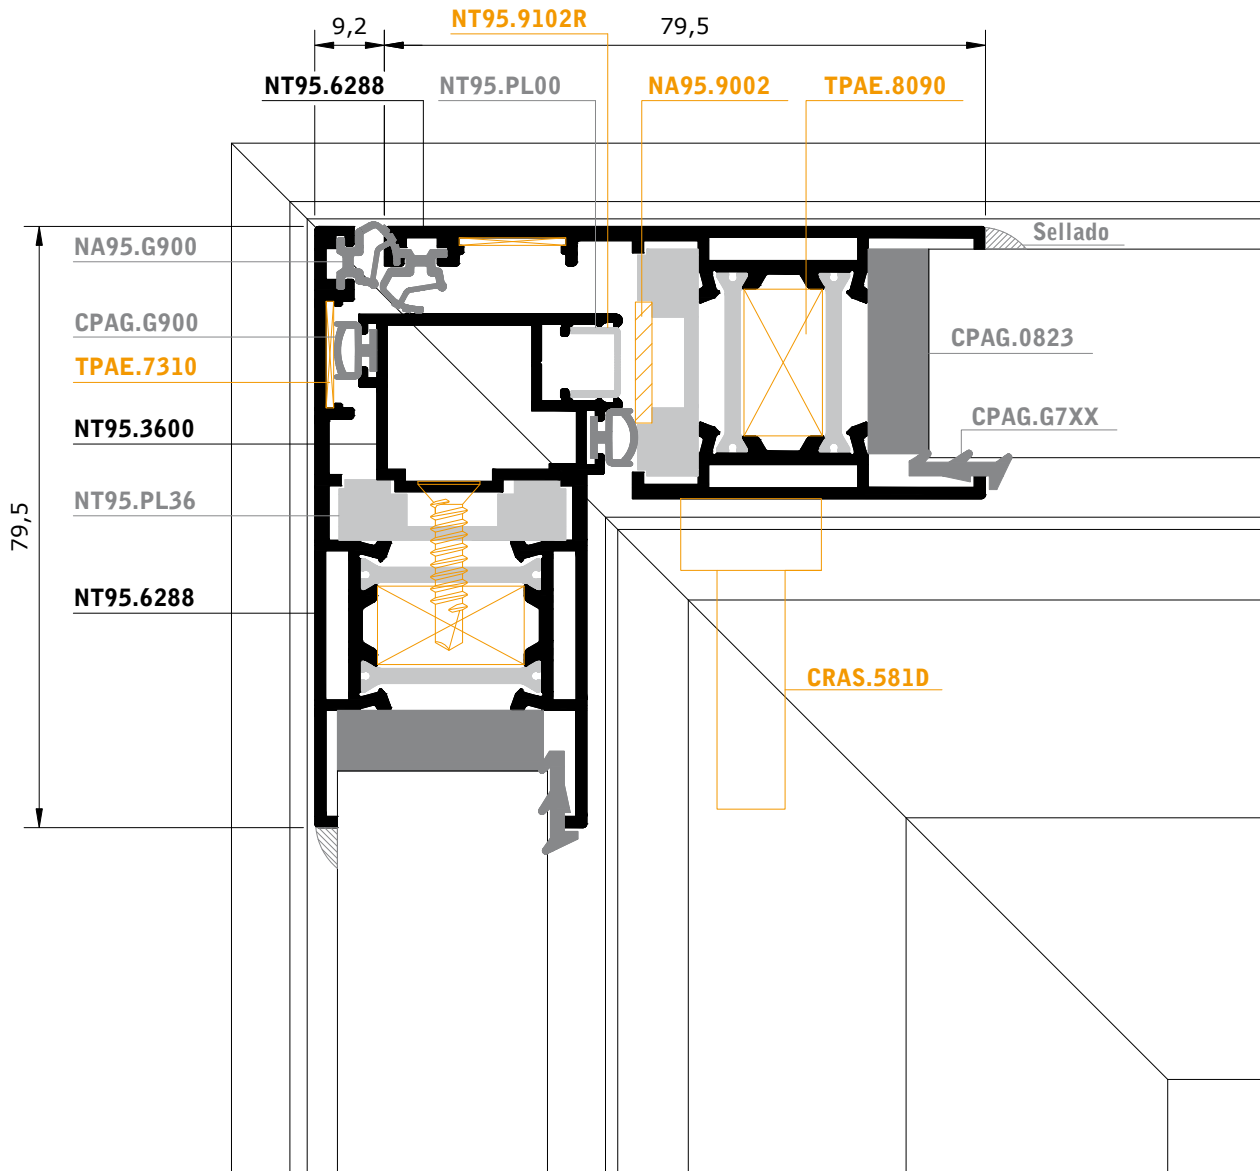 NT95.9102R
9,2
79,5
NT95.6288
NT95.PL00
NA95.9002
TPAE.8090
NA95.G900
Sellado
CPAG.G900
CPAG.0823
TPAE.7310
CPAG.G7XX
NT95.3600
NT95.PL36
79,5
NT95.6288
CRAS.581D